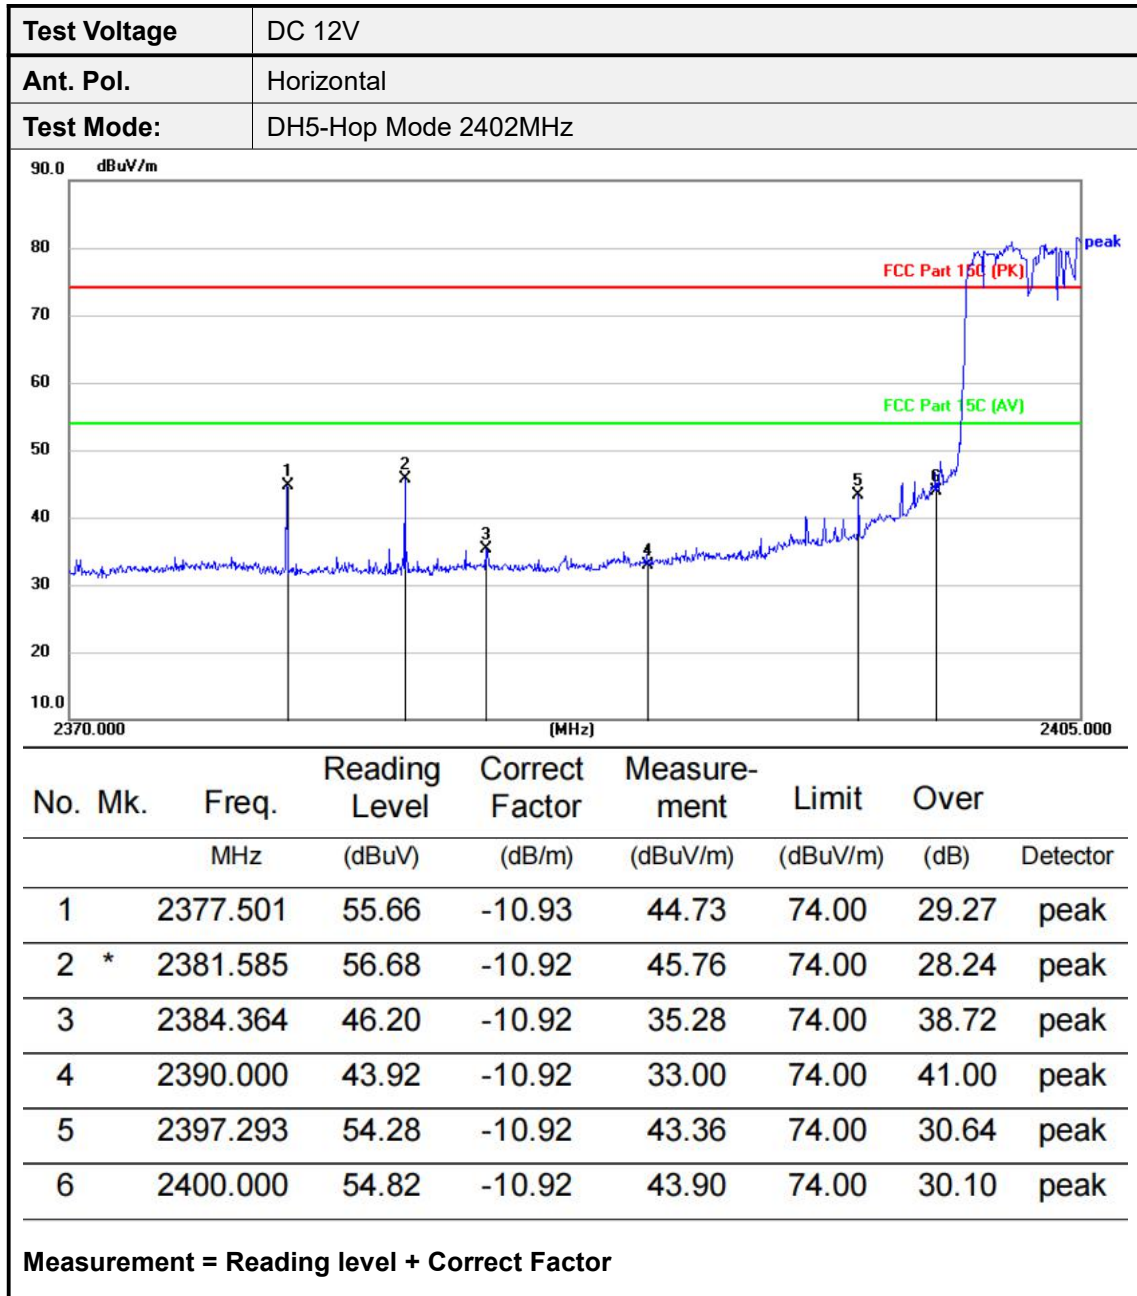 Test Voltage DC 12V
Ant. Pol. Horizontal
Test Mode: DH5-Hop Mode 2402MHz
90.0 dBuV/m
80
peak
FCC Part 15C (PK)
70
60
FCC Part 15C (AV)
50
1 2 3 4 5 6
40
30
20
10.0
2370.000 (MHz) 2405.000
No. Mk. Freq. Reading Level Correct Factor Measure-ment Limit Over
MHz (dBuV) (dB/m) (dBuV/m) (dBuV/m) (dB) Detector
1 2377.501 55.66 -10.93 44.73 74.00 29.27 peak
2 * 2381.585 56.68 -10.92 45.76 74.00 28.24 peak
3 2384.364 46.20 -10.92 35.28 74.00 38.72 peak
4 2390.000 43.92 -10.92 33.00 74.00 41.00 peak
5 2397.293 54.28 -10.92 43.36 74.00 30.64 peak
6 2400.000 54.82 -10.92 43.90 74.00 30.10 peak
Measurement = Reading level + Correct Factor